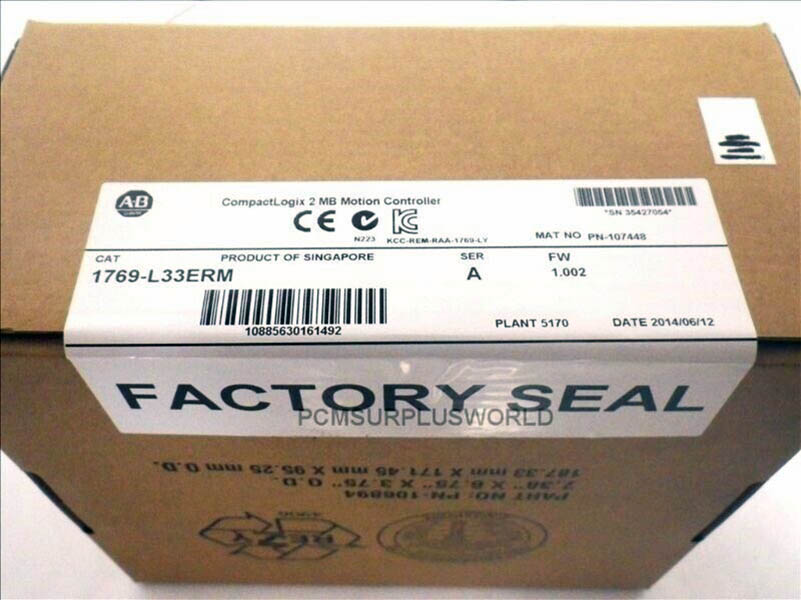 A·B
CompactLogix 2 MB Motion Controller
*SN 35427054*
CE
N223 KCC-REM-RAA-1769-LY
MAT NO PN-107448
CAT PRODUCT OF SINGAPORE SER FW
1769-L33ERM A 1.002
10885630161492
PLANT 5170 DATE 2014/06/12
FACTORY SEAL
PCMSURPLUSWORLD
187.33 mm X 171.45 mm X 95.25 mm O.D.
7.38" X 6.75" X 3.75" O.D.
PART NO: PN-106894